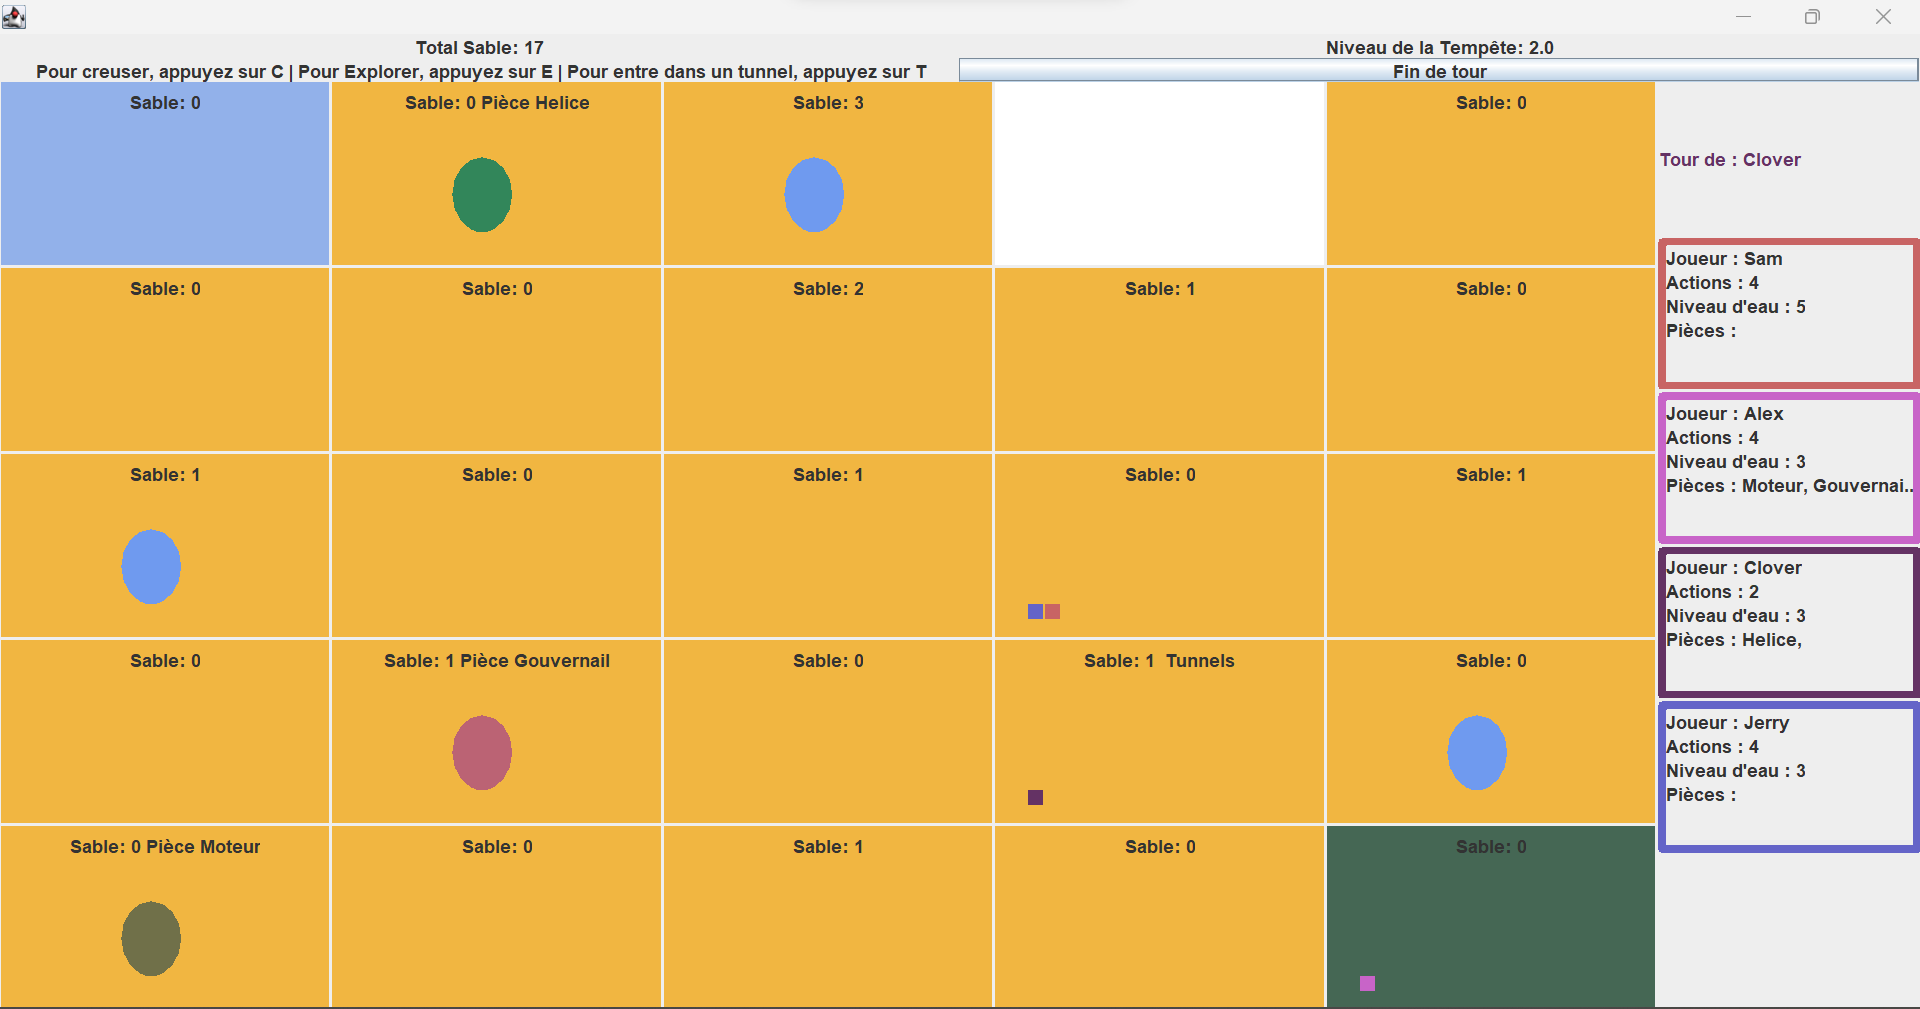 Total Sable: 17
Niveau de la Tempête: 2.0
Pour creuser, appuyez sur C | Pour Explorer, appuyez sur E | Pour entre dans un tunnel, appuyez sur T
Fin de tour
Sable: 0
Sable: 0 Pièce Helice
Sable: 3
Sable: 0
Sable: 0
Sable: 0
Sable: 2
Sable: 1
Sable: 0
Sable: 1
Sable: 0
Sable: 1
Sable: 0
Sable: 1
Sable: 0
Sable: 1 Pièce Gouvernail
Sable: 0
Sable: 1 Tunnels
Sable: 0
Sable: 0 Pièce Moteur
Sable: 0
Sable: 1
Sable: 0
Sable: 0
Tour de : Clover
Joueur : Sam
Actions : 4
Niveau d'eau : 5
Pièces :
Joueur : Alex
Actions : 4
Niveau d'eau : 3
Pièces : Moteur, Gouvernai..
Joueur : Clover
Actions : 2
Niveau d'eau : 3
Pièces : Helice,
Joueur : Jerry
Actions : 4
Niveau d'eau : 3
Pièces :